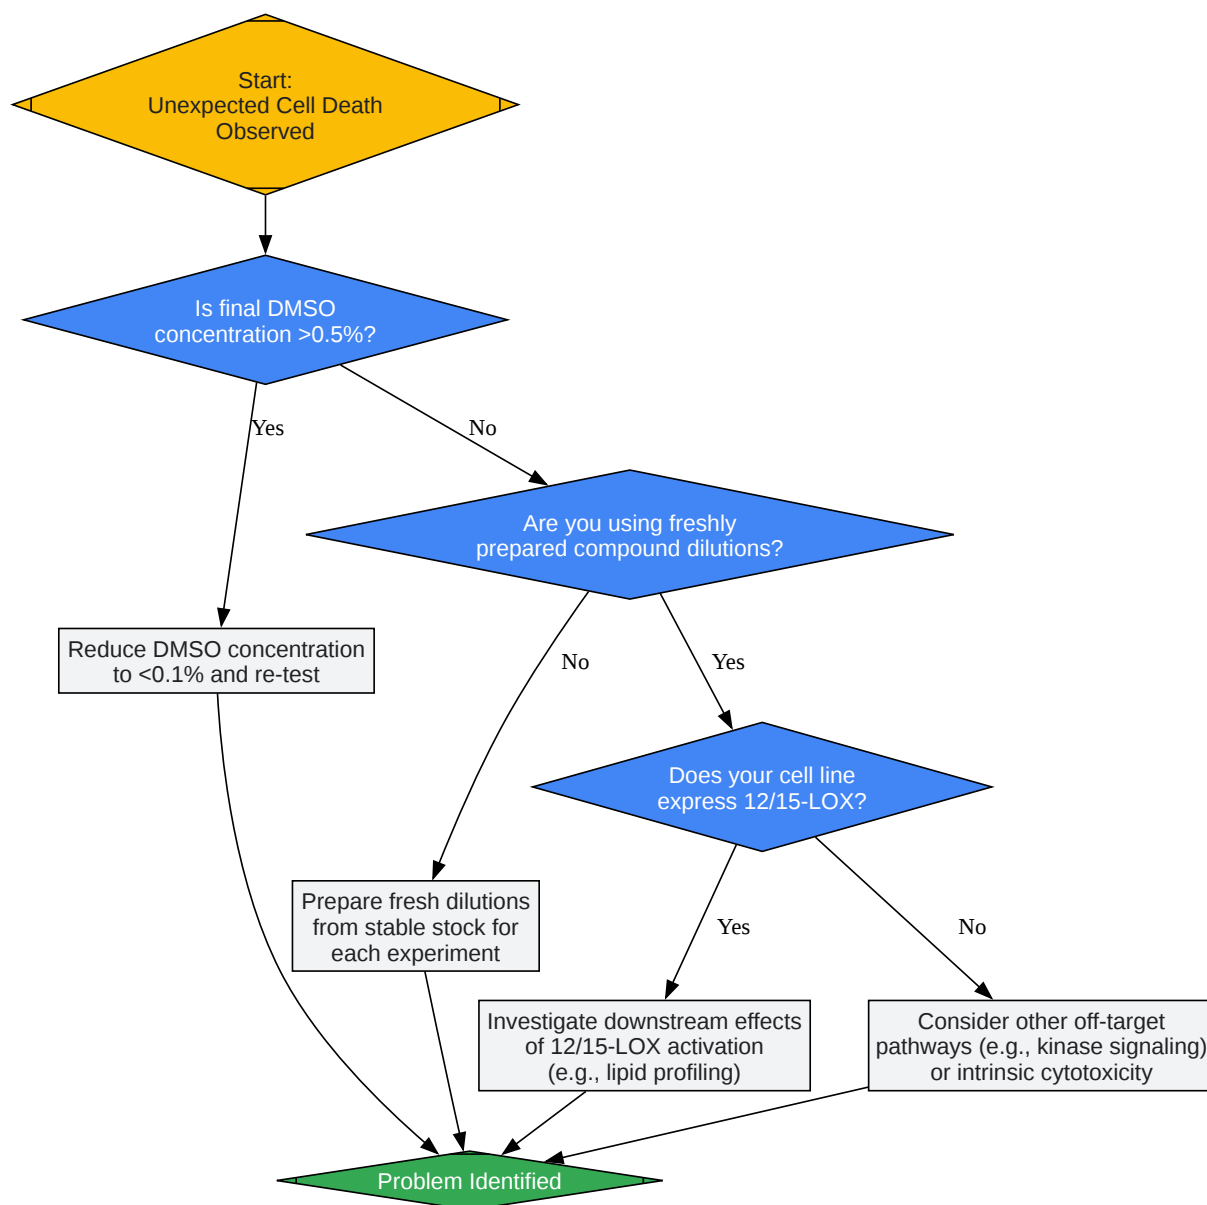 Start:
Unexpected Cell Death
Observed
Is final DMSO
concentration >0.5%?
Yes
No
Are you using freshly
prepared compound dilutions?
Reduce DMSO concentration
to <0.1% and re-test
No
Yes
Does your cell line
express 12/15-LOX?
Prepare fresh dilutions
from stable stock for
each experiment
Yes
No
Investigate downstream effects
of 12/15-LOX activation
(e.g., lipid profiling)
Consider other off-target
pathways (e.g., kinase signaling)
or intrinsic cytotoxicity
Problem Identified